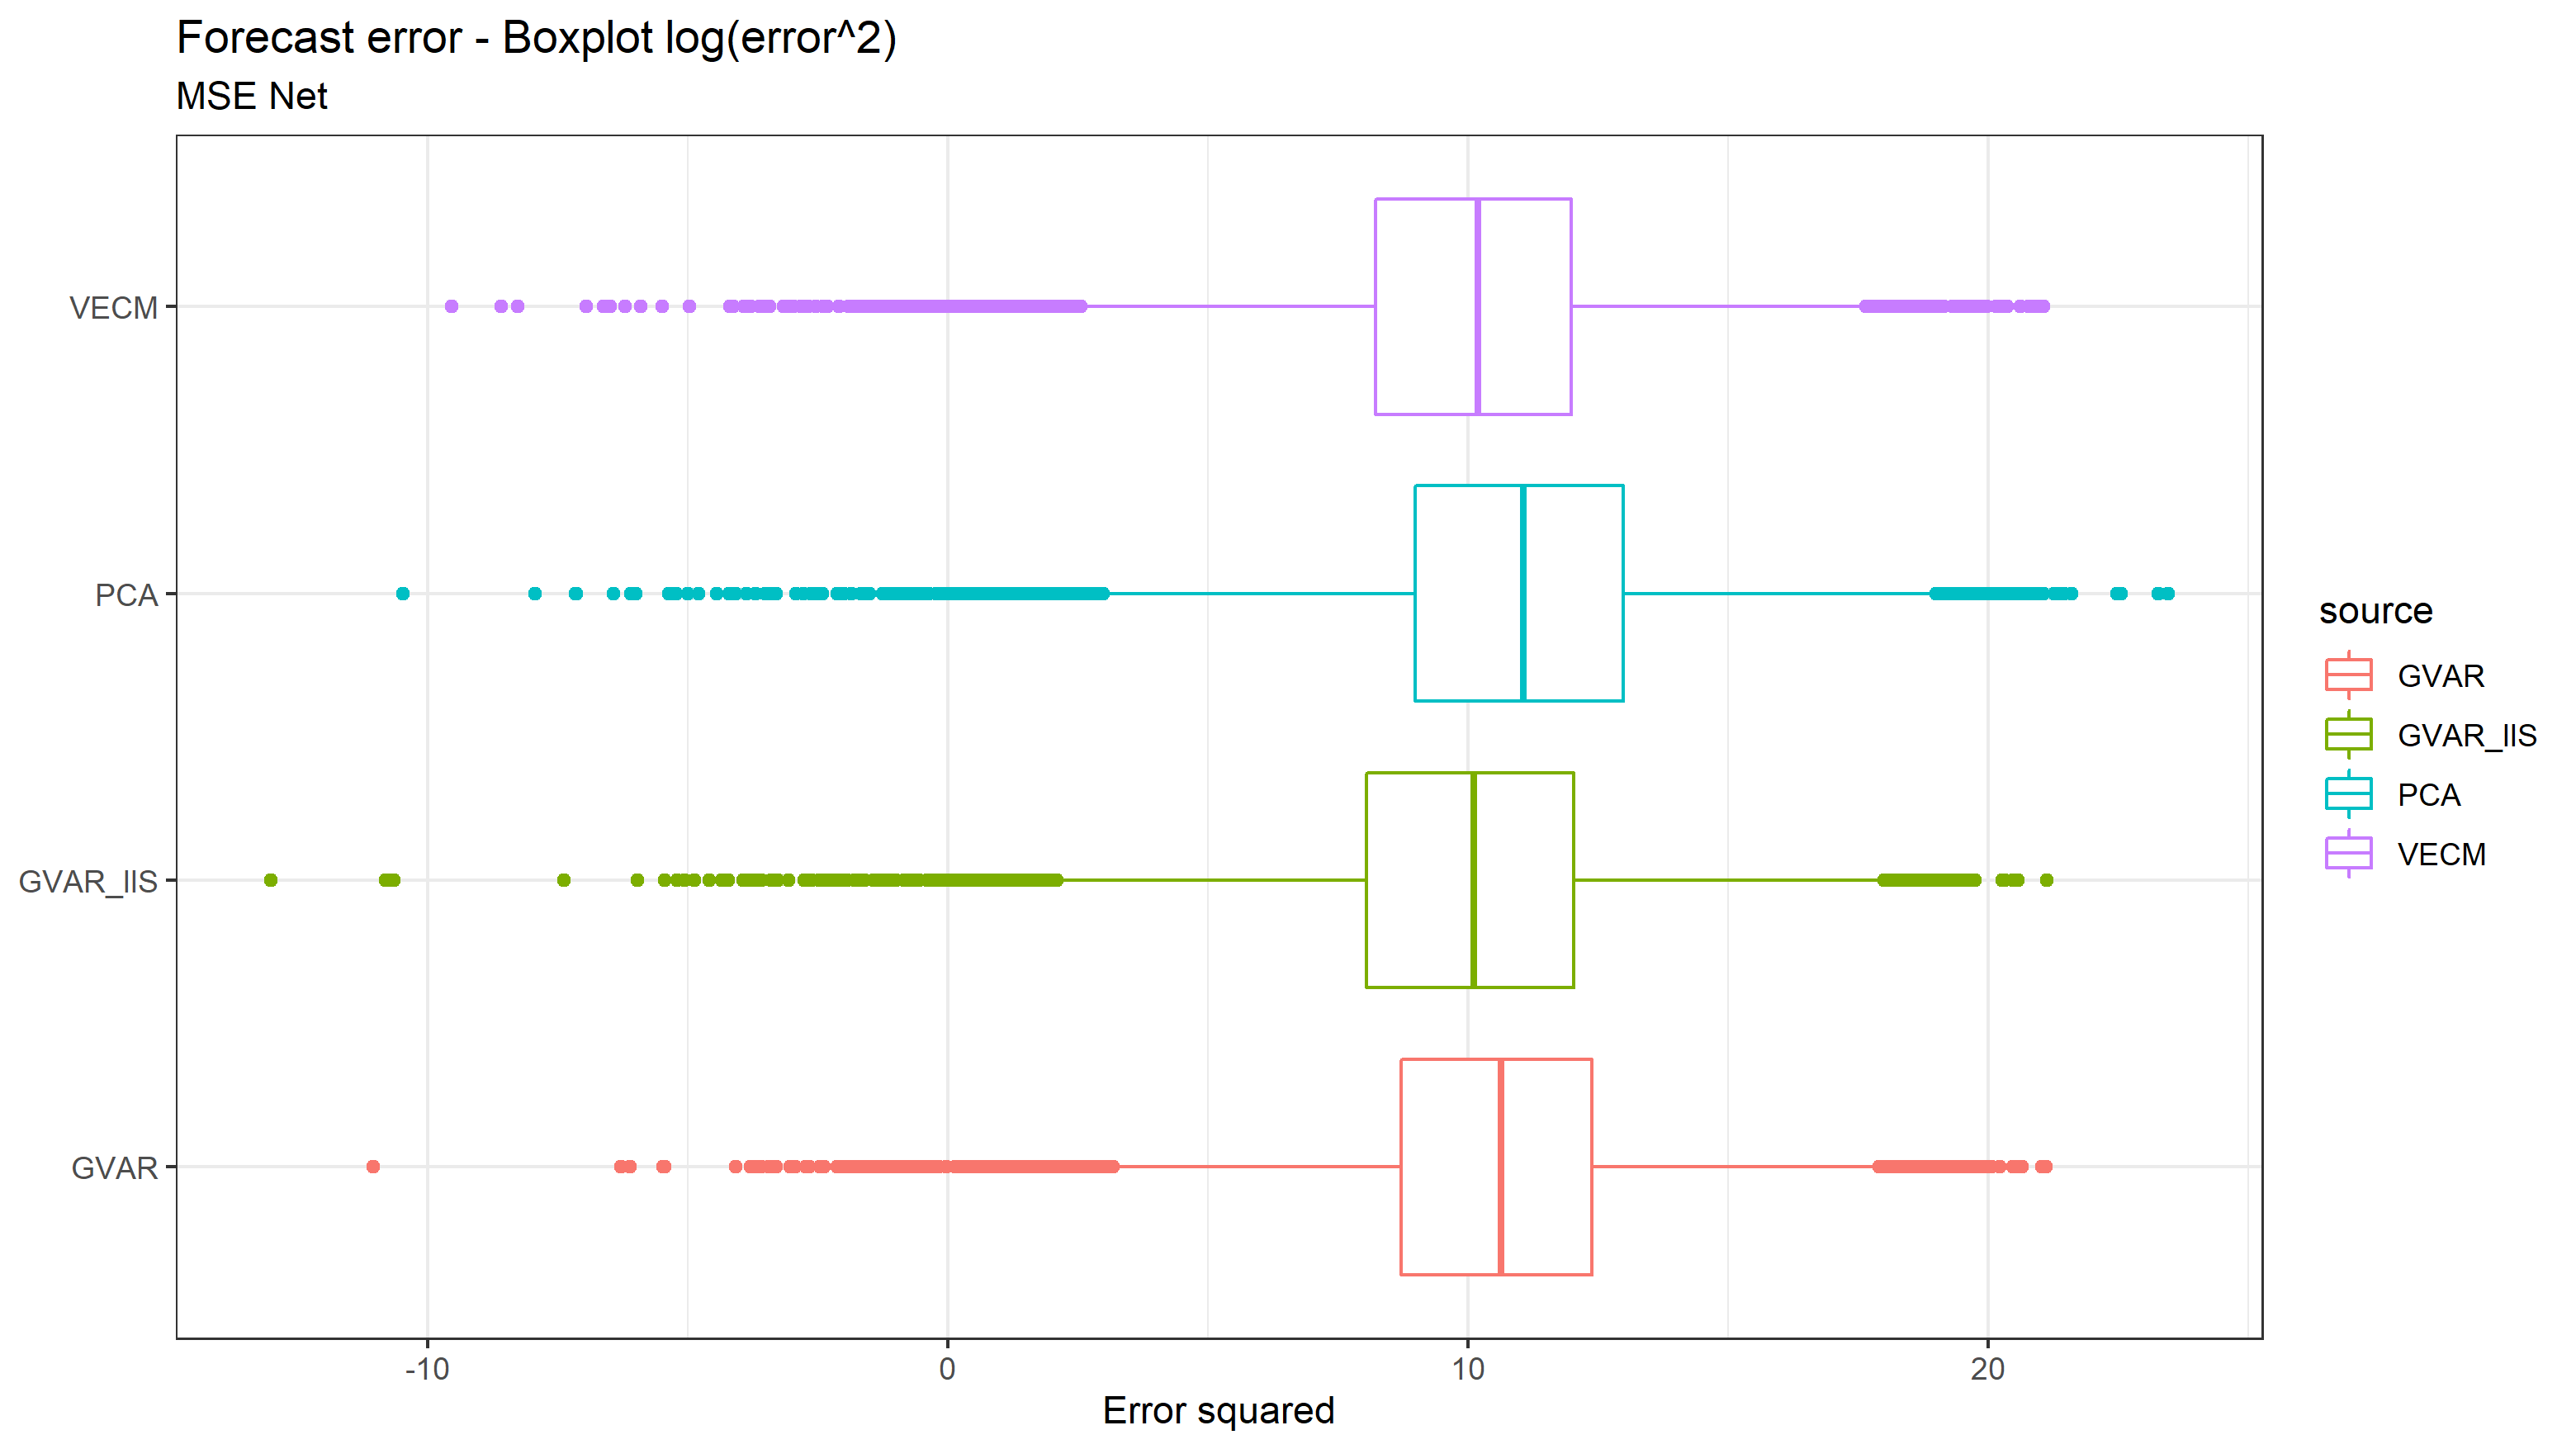 Forecast error - Boxplot log(error^2)
MSE Net
VECM
PCA
GVAR_IIS
GVAR
-10
0
10
20
Error squared
source
GVAR
GVAR_IIS
PCA
VECM